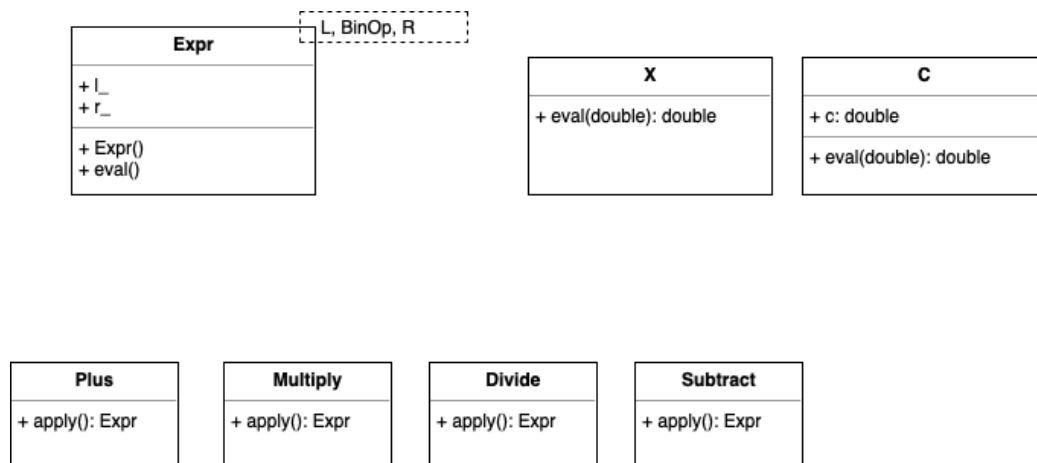 L, BinOp, R
Expr
+ l_
+ r_
+ Expr()
+ eval()
X
+ eval(double): double
C
+ c: double
+ eval(double): double
Plus
+ apply(): Expr
Multiply
+ apply(): Expr
Divide
+ apply(): Expr
Subtract
+ apply(): Expr